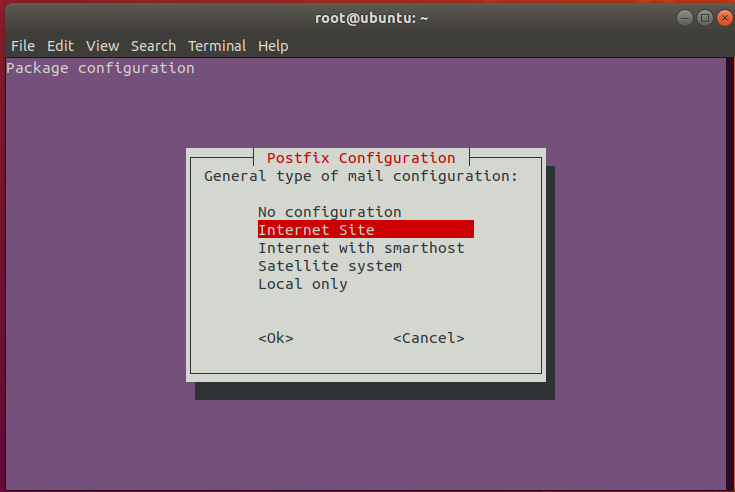 root@ubuntu: ~
File Edit View Search Terminal Help
Package configuration
Postfix Configuration
General type of mail configuration:
No configuration
Internet Site
Internet with smarthost
Satellite system
Local only
<Ok> <Cancel>